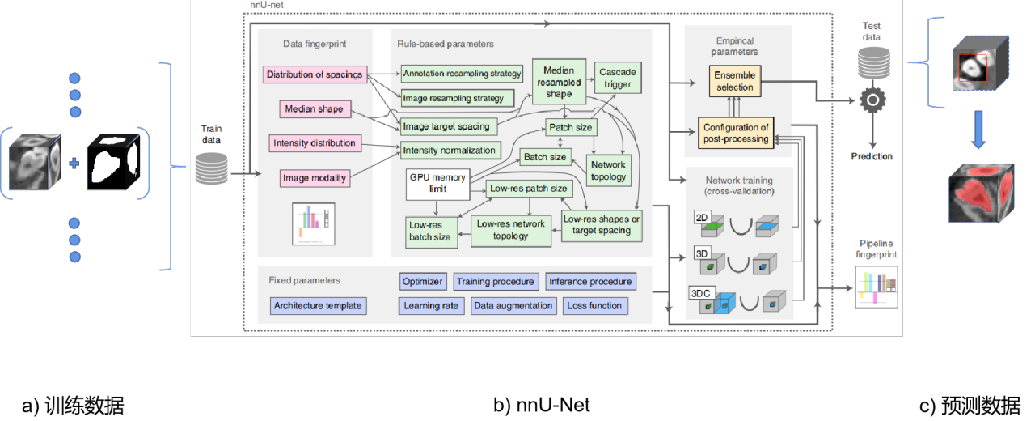 nnU-net
Train
data
Data fingerprint
Distribution of spacings
Median shape
Intensity distribution
Image modality
Rule-based parameters
Annotation resampling strategy
Image resampling strategy
Image target spacing
Intensity normalization
Median
resampled
shape
Cascade
trigger
Patch size
Batch size
Network
topology
GPU memory
limit
Low-res patch size
Low-res
batch size
Low-res network
topology
Low-res shapes or
target spacing
Fixed parameters
Optimizer
Training procedure
Inference procedure
Architecture template
Learning rate
Data augmentation
Loss function
Empirical
parameters
Ensemble
selection
Configuration of
post-processing
Network training
(cross-validation)
2D
3D
3DC
Test
data
Prediction
Pipeline
fingerprint
a) 训练数据
b) nnU-Net
c) 预测数据